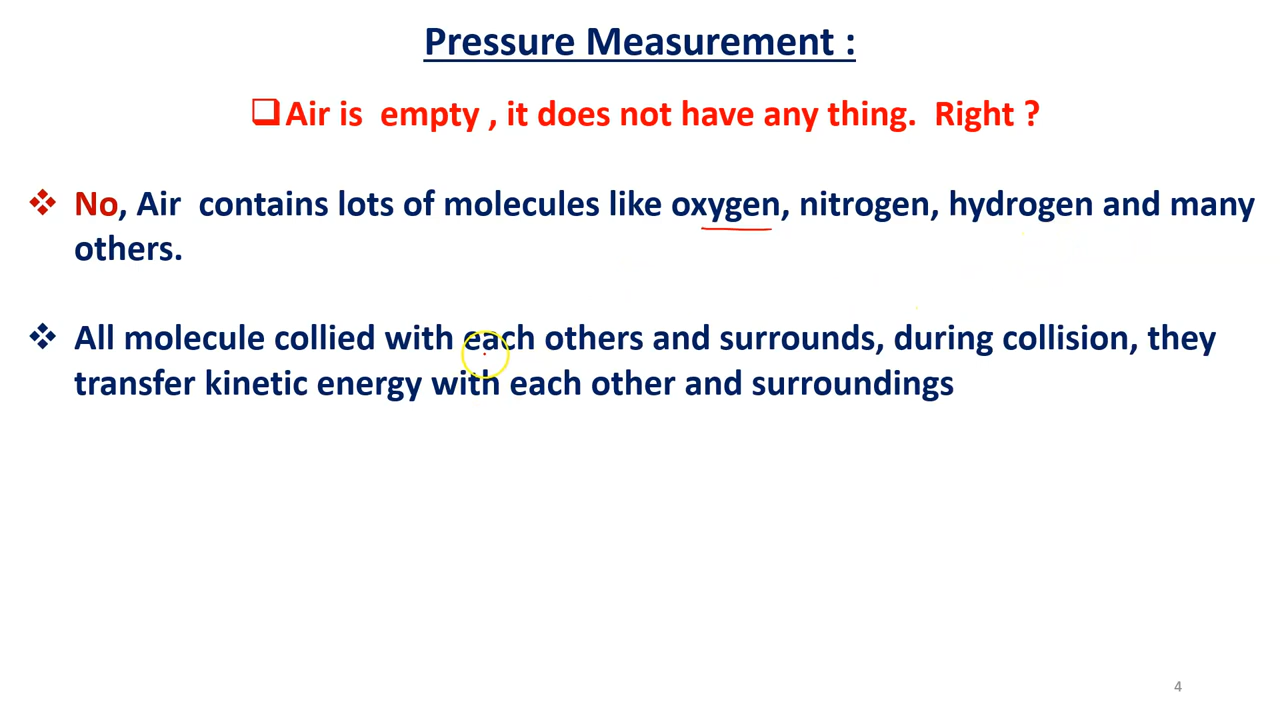 Pressure Measurement :
Air is empty , it does not have any thing. Right ?
No, Air contains lots of molecules like oxygen, nitrogen, hydrogen and many
others.
All molecule collied with each others and surrounds, during collision, they
transfer kinetic energy with each other and surroundings
4